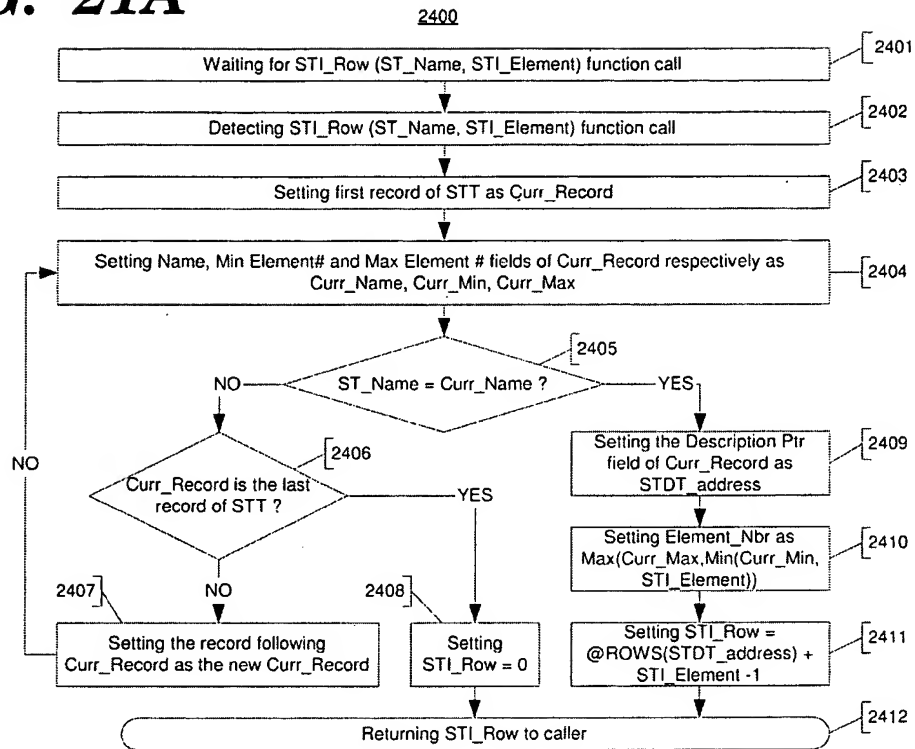 G. 21A
2400
Waiting for STI_Row (ST_Name, STI_Element) function call
2401
Detecting STI_Row (ST_Name, STI_Element) function call
2402
Setting first record of STT as Curr_Record
2403
Setting Name, Min Element# and Max Element # fields of Curr_Record respectively as
Curr_Name, Curr_Min, Curr_Max
2404
2405
ST_Name = Curr_Name ?
NO
YES
2406
Curr_Record is the last
record of STT ?
NO
YES
Setting the Description Ptr
field of Curr_Record as
STDT_address
2409
Setting Element_Nbr as
Max(Curr_Max,Min(Curr_Min,
STI_Element))
2410
2407
NO
2408
Setting the record following
Curr_Record as the new Curr_Record
Setting
STI_Row = 0
Setting STI_Row =
@ROWS(STDT_address) +
STI_Element -1
2411
Returning STI_Row to caller
2412